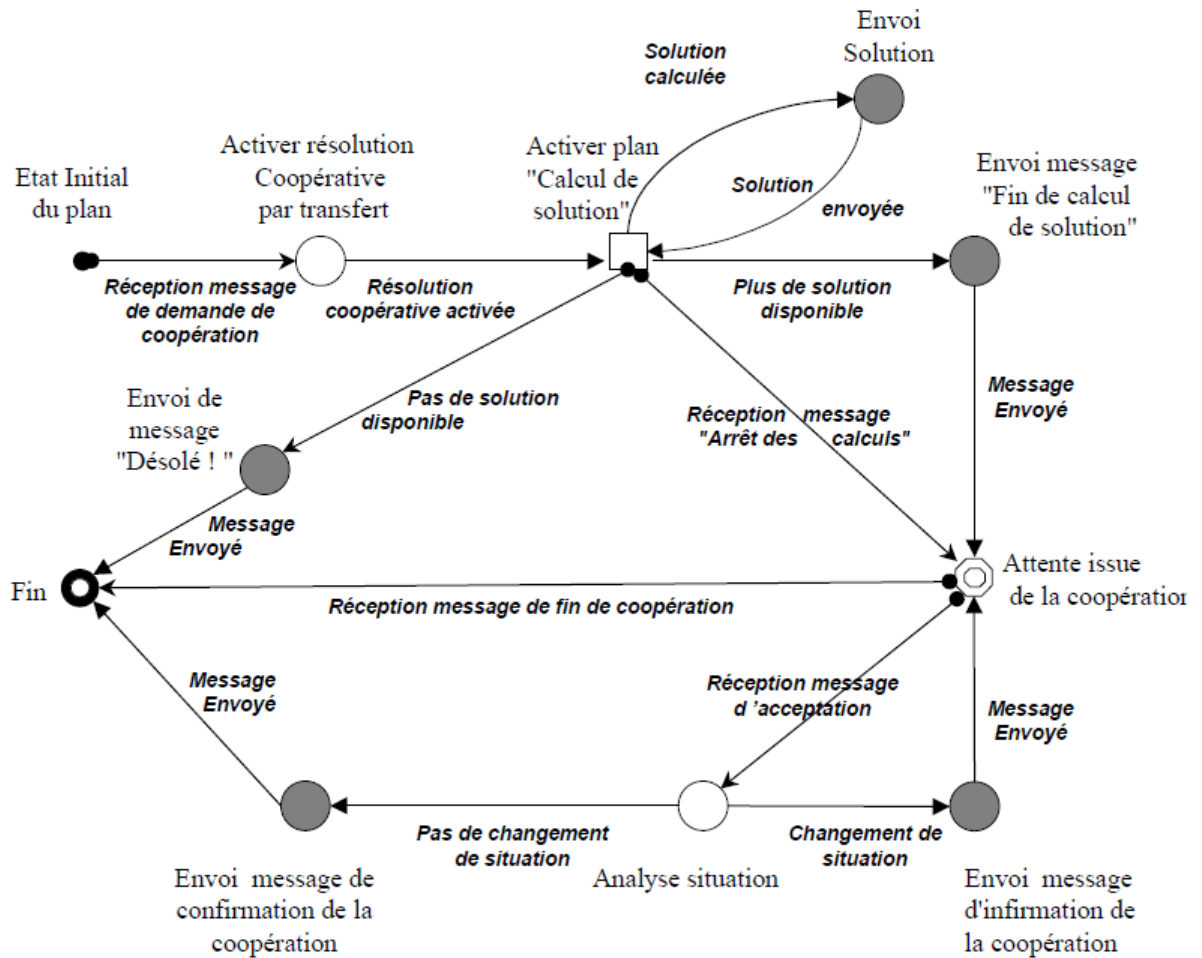 Envoi
Solution
Solution
calculée
Activer résolution
Coopérative
par transfert
Activer plan
"Calcul de
solution"
Etat Initial
du plan
Envoi message
"Fin de calcul
de solution"
Solution
envoyée
Réception message
de demande de
coopération
Résolution
coopérative activée
Plus de solution
disponible
Envoi de
message
"Désolé ! "
Pas de solution
disponible
Réception message
"Arrêt des calculs"
Message
Envoyé
Message
Envoyé
Fin
Attente issue
de la coopération
Réception message de fin de coopération
Message
Envoyé
Réception message
d 'acceptation
Message
Envoyé
Pas de changement
de situation
Changement de
situation
Envoi message de
confirmation de la
coopération
Analyse situation
Envoi message
d'infirmation de
la coopération